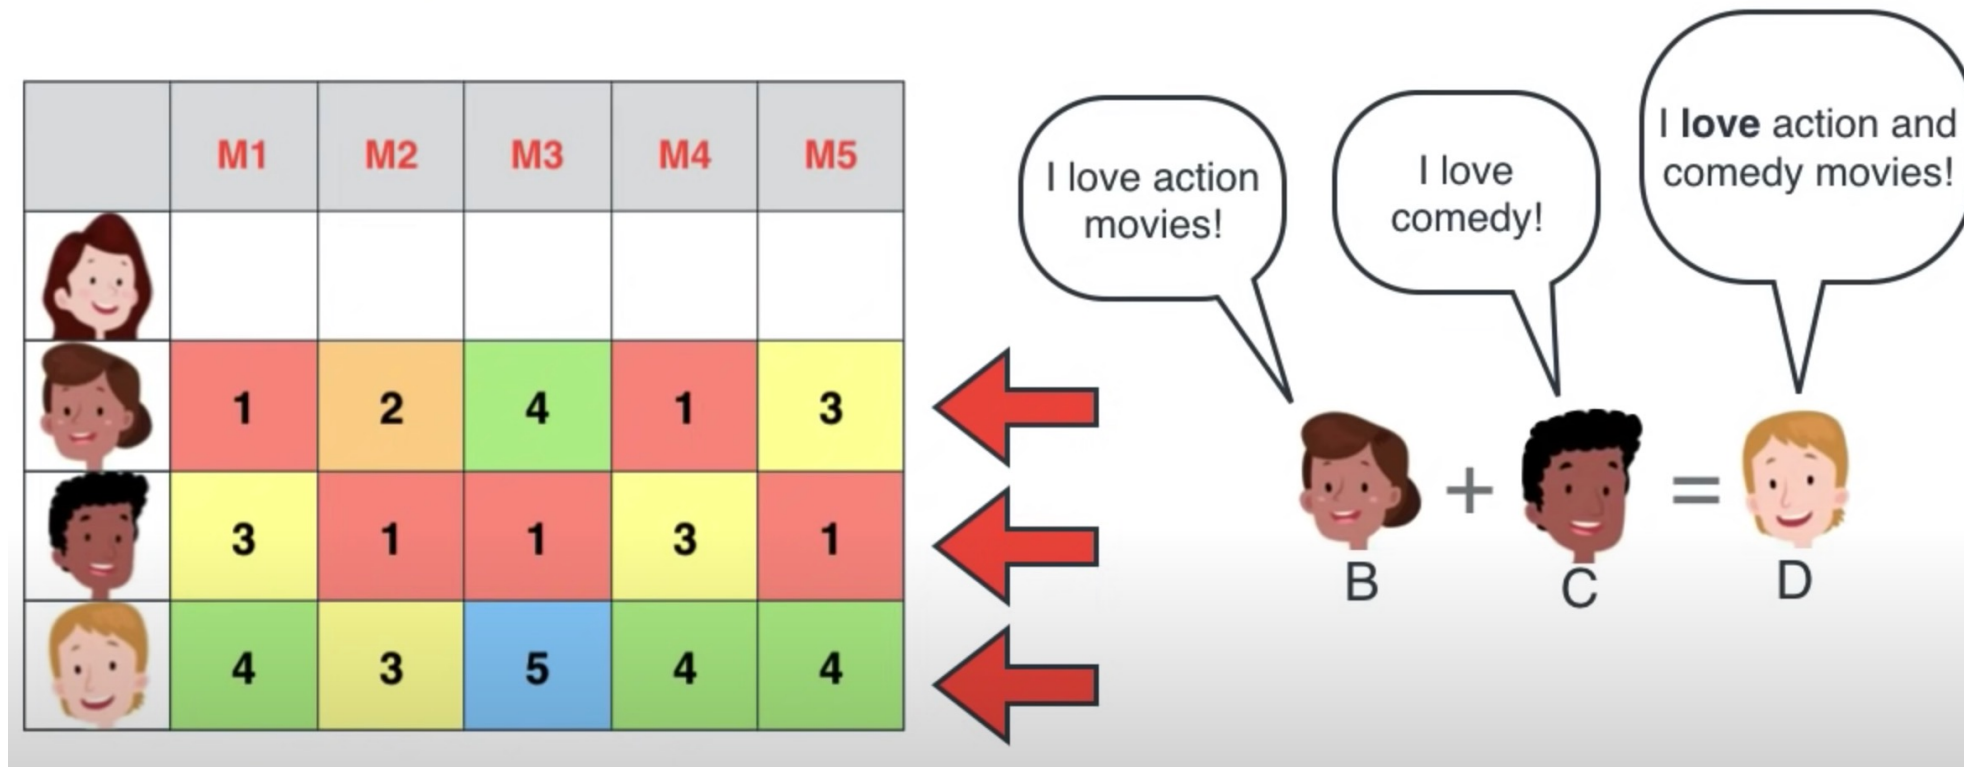 M1 M2 M3 M4 M5
1 2 4 1 3
3 1 1 3 1
4 3 5 4 4
I love action
movies!
I love
comedy!
I love action and
comedy movies!
+ =
B C D